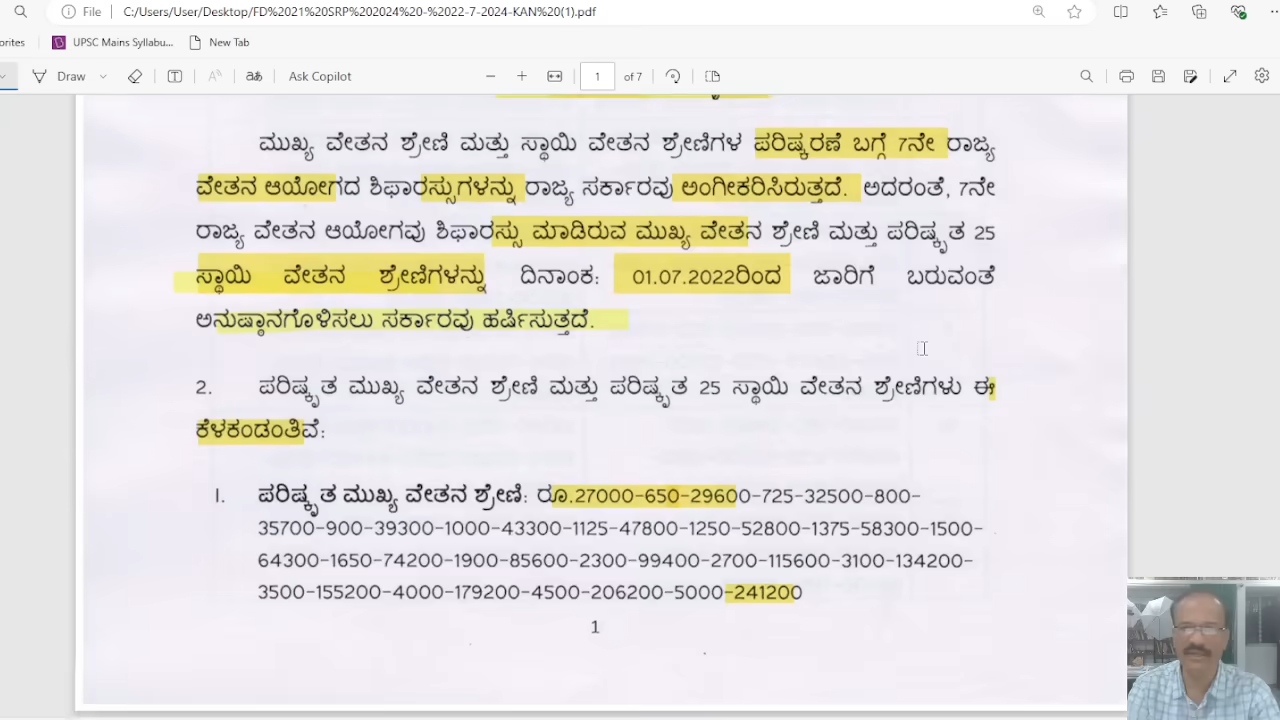 File C:/Users/User/Desktop/FD%2021%20SRP%202024%20-%2022-7-2024-KAN%20(1).pdf
orites UPSC Mains Syllabu... New Tab
Draw Ask Copilot 1 of 7
ಮುಖ್ಯ ವೇತನ ಶ್ರೇಣಿ ಮತ್ತು ಸ್ಥಾಯಿ ವೇತನ ಶ್ರೇಣಿಗಳ ಪರಿಷ್ಕರಣೆ ಬಗ್ಗೆ 7ನೇ ರಾಜ್ಯ
ವೇತನ ಆಯೋಗದ ಶಿಫಾರಸ್ಸುಗಳನ್ನು ರಾಜ್ಯ ಸರ್ಕಾರವು ಅಂಗೀಕರಿಸಿರುತ್ತದೆ. ಅದರಂತೆ, 7ನೇ
ರಾಜ್ಯ ವೇತನ ಆಯೋಗವು ಶಿಫಾರಸ್ಸು ಮಾಡಿರುವ ಮುಖ್ಯ ವೇತನ ಶ್ರೇಣಿ ಮತ್ತು ಪರಿಷ್ಕೃತ 25
ಸ್ಥಾಯಿ ವೇತನ ಶ್ರೇಣಿಗಳನ್ನು ದಿನಾಂಕ: 01.07.2022ರಿಂದ ಜಾರಿಗೆ ಬರುವಂತೆ
ಅನುಷ್ಠಾನಗೊಳಿಸಲು ಸರ್ಕಾರವು ಹರ್ಷಿಸುತ್ತದೆ.
2. ಪರಿಷ್ಕೃತ ಮುಖ್ಯ ವೇತನ ಶ್ರೇಣಿ ಮತ್ತು ಪರಿಷ್ಕೃತ 25 ಸ್ಥಾಯಿ ವೇತನ ಶ್ರೇಣಿಗಳು ಈ
ಕೆಳಕಂಡಂತಿವೆ:
I. ಪರಿಷ್ಕೃತ ಮುಖ್ಯ ವೇತನ ಶ್ರೇಣಿ: ರೂ.27000-650-29600-725-32500-800-
35700-900-39300-1000-43300-1125-47800-1250-52800-1375-58300-1500-
64300-1650-74200-1900-85600-2300-99400-2700-115600-3100-134200-
3500-155200-4000-179200-4500-206200-5000-241200
1